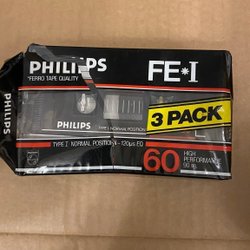 PHILIPS
*FERRO TAPE QUALITY
FE*I
PHILIPS
3 PACK
PHILIPS
TYPE I NORMAL POSITION
TYPE I NORMAL POSITION - 120µs EQ
60
HIGH
PERFORMANCE